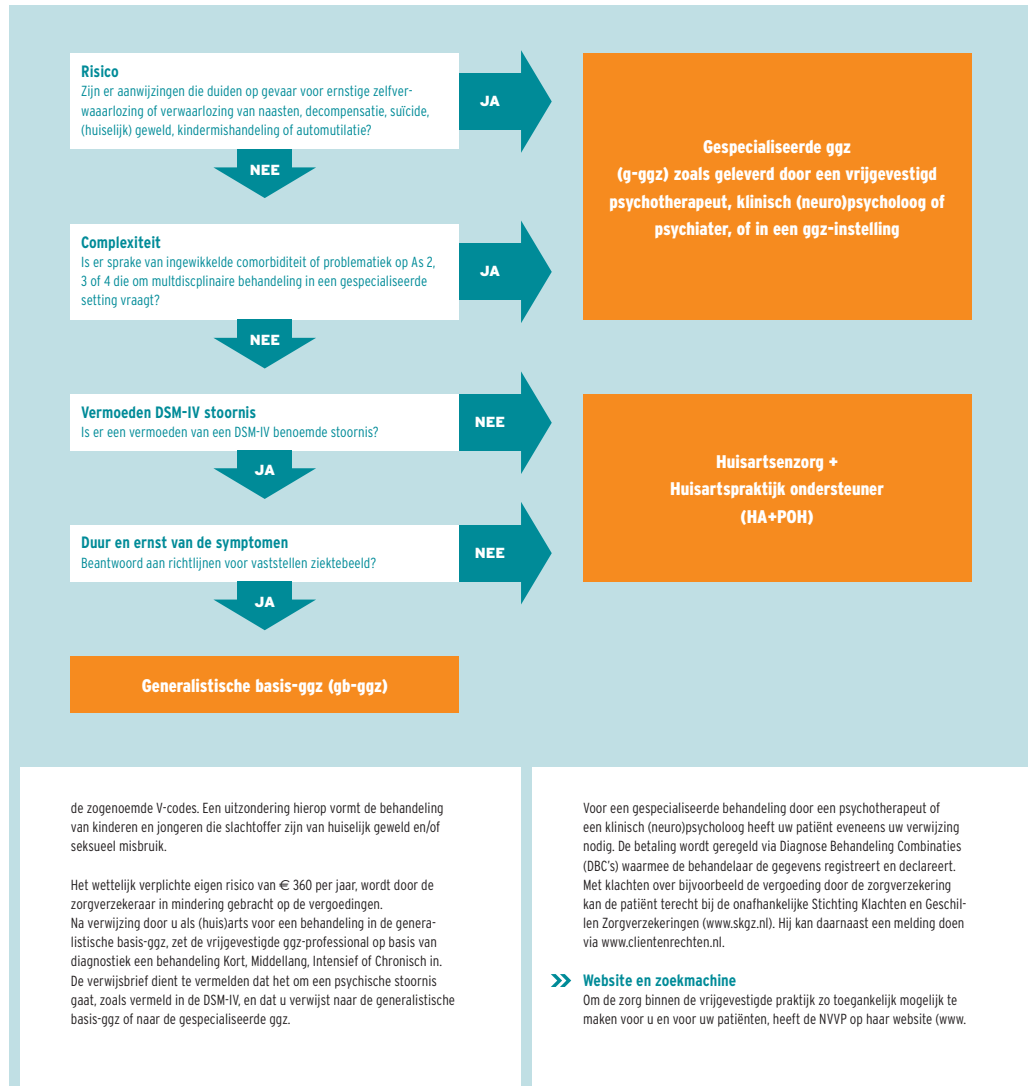 Risico
Zijn er aanwijzingen die duiden op gevaar voor ernstige zelfver-
waaarlozing of verwaarlozing van naasten, decompensatie, suïcide,
(huiselijk) geweld, kindermishandeling of automutilatie?
JA
NEE
Gespecialiseerde ggz
(g-ggz) zoals geleverd door een vrijgevestigd
psychotherapeut, klinisch (neuro)psycholoog of
psychiater, of in een ggz-instelling
Complexiteit
Is er sprake van ingewikkelde comorbiditeit of problematiek op As 2,
3 of 4 die om multdiscplinaire behandeling in een gespecialiseerde
setting vraagt?
JA
NEE
Vermoeden DSM-IV stoornis
Is er een vermoeden van een DSM-IV benoemde stoornis?
NEE
JA
Huisartsenzorg +
Huisartspraktijk ondersteuner
(HA+POH)
Duur en ernst van de symptomen
Beantwoord aan richtlijnen voor vaststellen ziektebeeld?
NEE
JA
Generalistische basis-ggz (gb-ggz)
de zogenoemde V-codes. Een uitzondering hierop vormt de behandeling
van kinderen en jongeren die slachtoffer zijn van huiselijk geweld en/of
seksueel misbruik.
Het wettelijk verplichte eigen risico van € 360 per jaar, wordt door de
zorgverzekeraar in mindering gebracht op de vergoedingen.
Na verwijzing door u als (huis)arts voor een behandeling in de genera-
listische basis-ggz, zet de vrijgevestigde ggz-professional op basis van
diagnostiek een behandeling Kort, Middellang, Intensief of Chronisch in.
De verwijsbrief dient te vermelden dat het om een psychische stoornis
gaat, zoals vermeld in de DSM-IV, en dat u verwijst naar de generalistische
basis-ggz of naar de gespecialiseerde ggz.
Voor een gespecialiseerde behandeling door een psychotherapeut of
een klinisch (neuro)psycholoog heeft uw patiënt eveneens uw verwijzing
nodig. De betaling wordt geregeld via Diagnose Behandeling Combinaties
(DBC's) waarmee de behandelaar de gegevens registreert en declareert.
Met klachten over bijvoorbeeld de vergoeding door de zorgverzekering
kan de patiënt terecht bij de onafhankelijke Stichting Klachten en Geschil-
len Zorgverzekeringen (www.skgz.nl). Hij kan daarnaast een melding doen
via www.clientenrechten.nl.
Website en zoekmachine
Om de zorg binnen de vrijgevestigde praktijk zo toegankelijk mogelijk te
maken voor u en voor uw patiënten, heeft de NVVP op haar website (www.